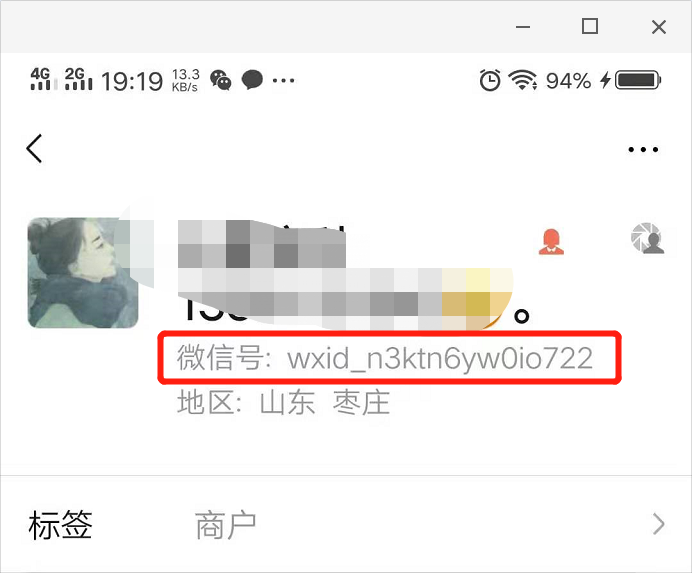 4G 2G 19:19 13.3 KB/s ... 94%
微信号: wxid_n3ktn6yw0io722
地区: 山东 枣庄
标签 商户